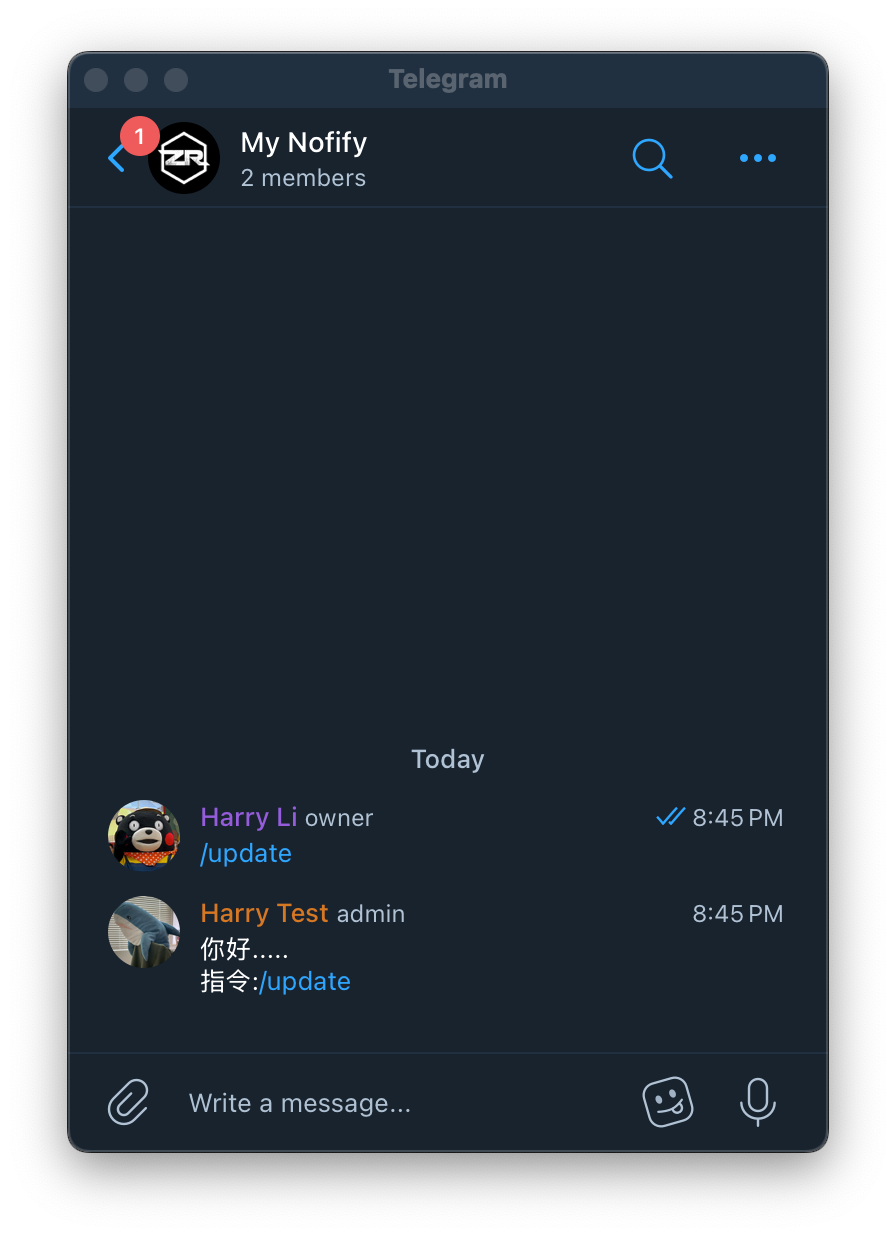 Telegram
1
ZR
My Nofify
2 members
Today
Harry Li owner 8:45 PM
/update
Harry Test admin 8:45 PM
你好.....
指令:/update
Write a message...